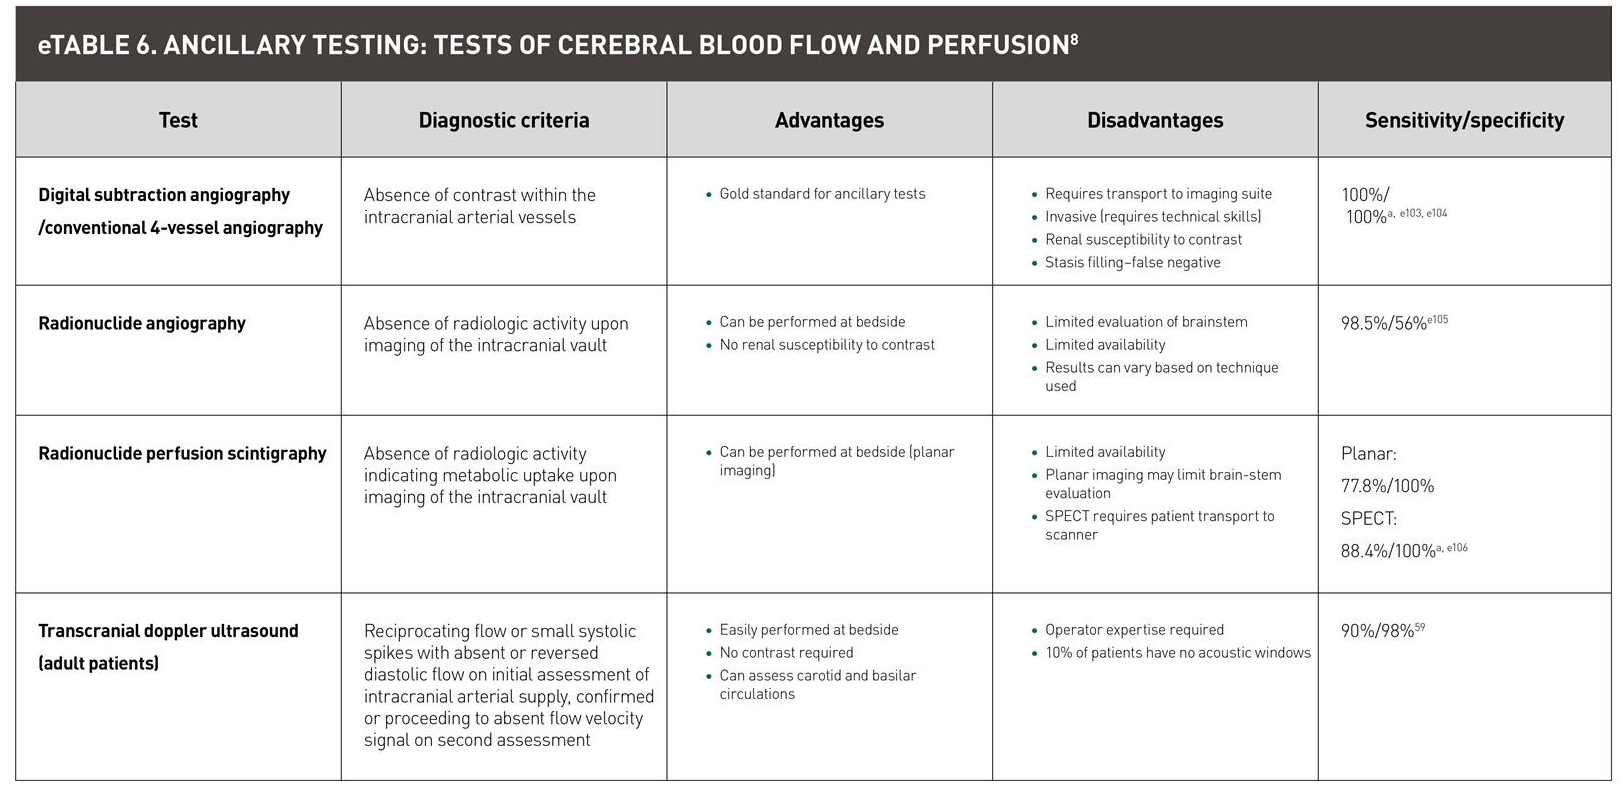 eTABLE 6. ANCILLARY TESTING: TESTS OF CEREBRAL BLOOD FLOW AND PERFUSION8
Test
Diagnostic criteria
Advantages
Disadvantages
Sensitivity/specificity
Digital subtraction angiography
/conventional 4-vessel angiography
Absence of contrast within the
intracranial arterial vessels
• Gold standard for ancillary tests
• Requires transport to imaging suite
• Invasive (requires technical skills)
• Renal susceptibility to contrast
• Stasis filling–false negative
100%/
100%a, e103, e104
Radionuclide angiography
Absence of radiologic activity upon
imaging of the intracranial vault
• Can be performed at bedside
• No renal susceptibility to contrast
• Limited evaluation of brainstem
• Limited availability
• Results can vary based on technique
used
98.5%/56%e105
Radionuclide perfusion scintigraphy
Absence of radiologic activity
indicating metabolic uptake upon
imaging of the intracranial vault
• Can be performed at bedside (planar
imaging)
• Limited availability
• Planar imaging may limit brain-stem
evaluation
• SPECT requires patient transport to
scanner
Planar:
77.8%/100%
SPECT:
88.4%/100%a, e106
Transcranial doppler ultrasound
(adult patients)
Reciprocating flow or small systolic
spikes with absent or reversed
diastolic flow on initial assessment of
intracranial arterial supply, confirmed
or proceeding to absent flow velocity
signal on second assessment
• Easily performed at bedside
• No contrast required
• Can assess carotid and basilar
circulations
• Operator expertise required
• 10% of patients have no acoustic windows
90%/98%59